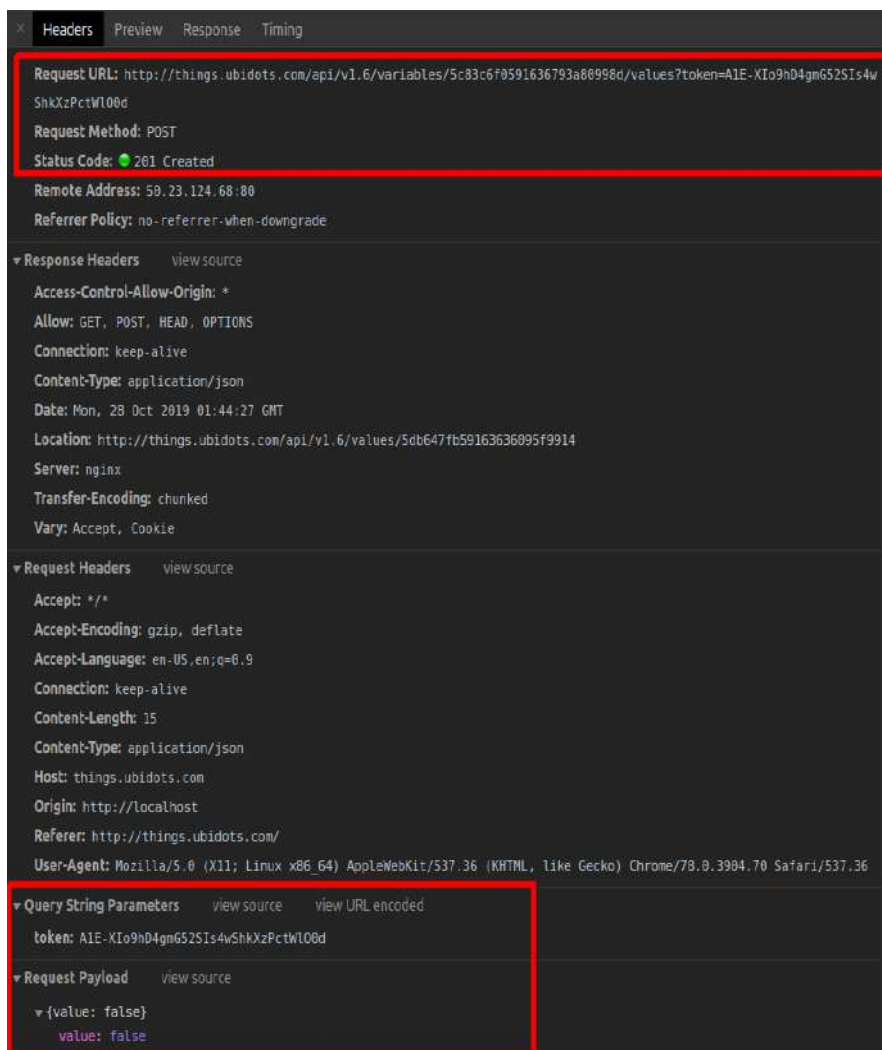 × Headers Preview Response Timing
Request URL: http://things.ubidots.com/api/v1.6/variables/5c83c6f0591636793a80998d/values?token=A1E-XIo9hD4gmG52SIs4w
ShkXzPctWlO0d
Request Method: POST
Status Code: 201 Created
Remote Address: 50.23.124.68:80
Referrer Policy: no-referrer-when-downgrade
Response Headers view source
Access-Control-Allow-Origin: *
Allow: GET, POST, HEAD, OPTIONS
Connection: keep-alive
Content-Type: application/json
Date: Mon, 28 Oct 2019 01:44:27 GMT
Location: http://things.ubidots.com/api/v1.6/values/5db647fb59163636095f9914
Server: nginx
Transfer-Encoding: chunked
Vary: Accept, Cookie
Request Headers view source
Accept: */*
Accept-Encoding: gzip, deflate
Accept-Language: en-US,en;q=0.9
Connection: keep-alive
Content-Length: 15
Content-Type: application/json
Host: things.ubidots.com
Origin: http://localhost
Referer: http://things.ubidots.com/
User-Agent: Mozilla/5.0 (X11; Linux x86_64) AppleWebKit/537.36 (KHTML, like Gecko) Chrome/78.0.3904.70 Safari/537.36
Query String Parameters view source view URL encoded
token: A1E-XIo9hD4gmG52SIs4wShkXzPctWlO0d
Request Payload view source
{value: false}
value: false